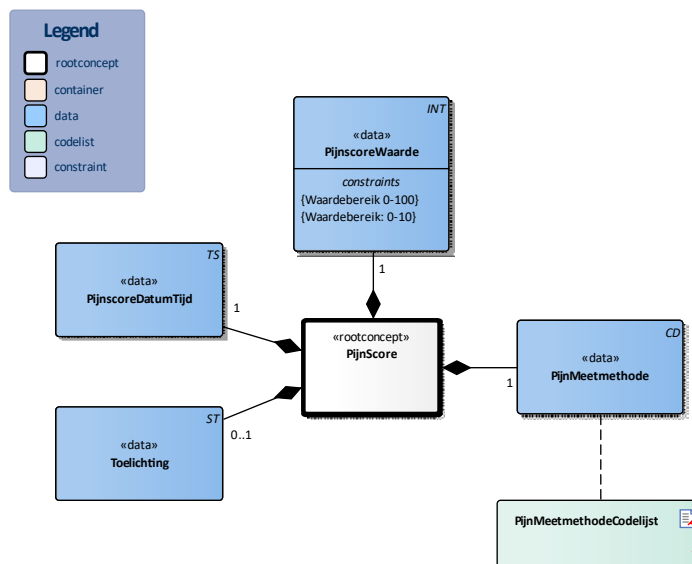 Legend
rootconcept
container
data
codelist
constraint
INT
«data»
PijnscoreWaarde
constraints
{Waardebereik 0-100}
{Waardebereik: 0-10}
1
TS
«data»
PijnscoreDatumTijd
1
«rootconcept»
PijnScore
CD
«data»
PijnMeetmethode
1
ST
«data»
Toelichting
0..1
PijnMeetmethodeCodelijst